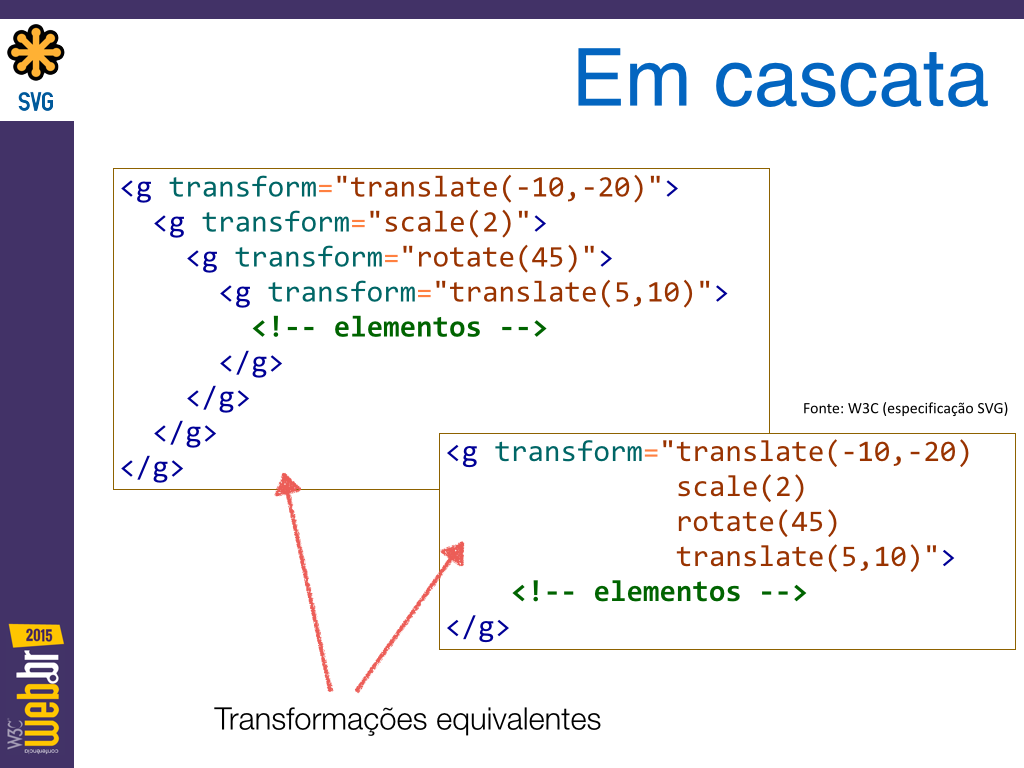 SVG
Em cascata
<g transform="translate(-10,-20)">
  <g transform="scale(2)">
    <g transform="rotate(45)">
      <g transform="translate(5,10)">
        <!-- elementos -->
      </g>
    </g>
  </g>
</g>
Fonte: W3C (especificação SVG)
<g transform="translate(-10,-20)
              scale(2)
              rotate(45)
              translate(5,10)">
    <!-- elementos -->
</g>
Transformações equivalentes
2015
W3C
web.br
conferência